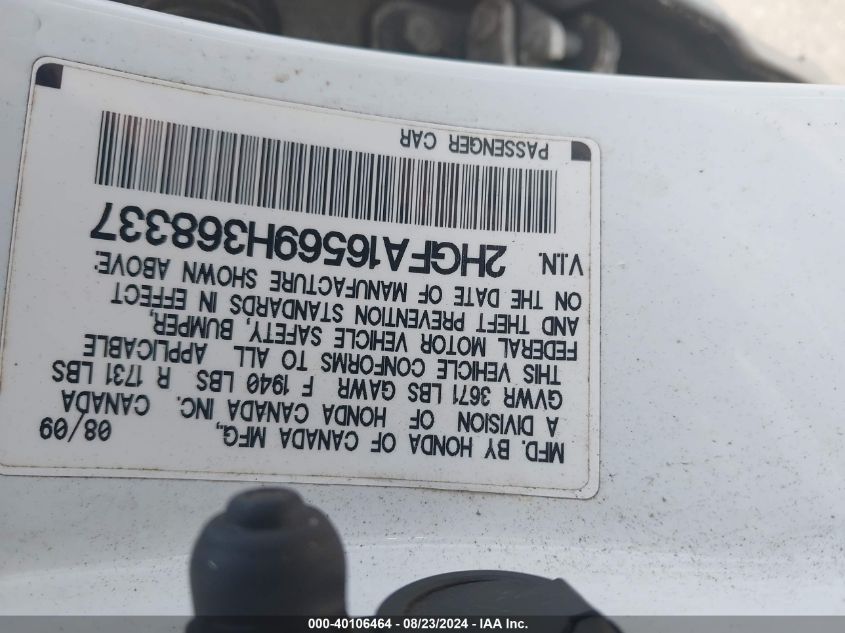 MFD. BY HONDA OF CANADA MFG.,
08/09
A DIVISION OF HONDA CANADA INC. CANADA
GVWR 3671 LBS GAWR F 1940 LBS R 1731 LBS
THIS VEHICLE CONFORMS TO ALL APPLICABLE
FEDERAL MOTOR VEHICLE SAFETY, BUMPER,
AND THEFT PREVENTION STANDARDS IN EFFECT
ON THE DATE OF MANUFACTURE SHOWN ABOVE.
V.I.N. 2HGFA16569H368337
PASSENGER CAR
000-40106464 - 08/23/2024 - IAA Inc.